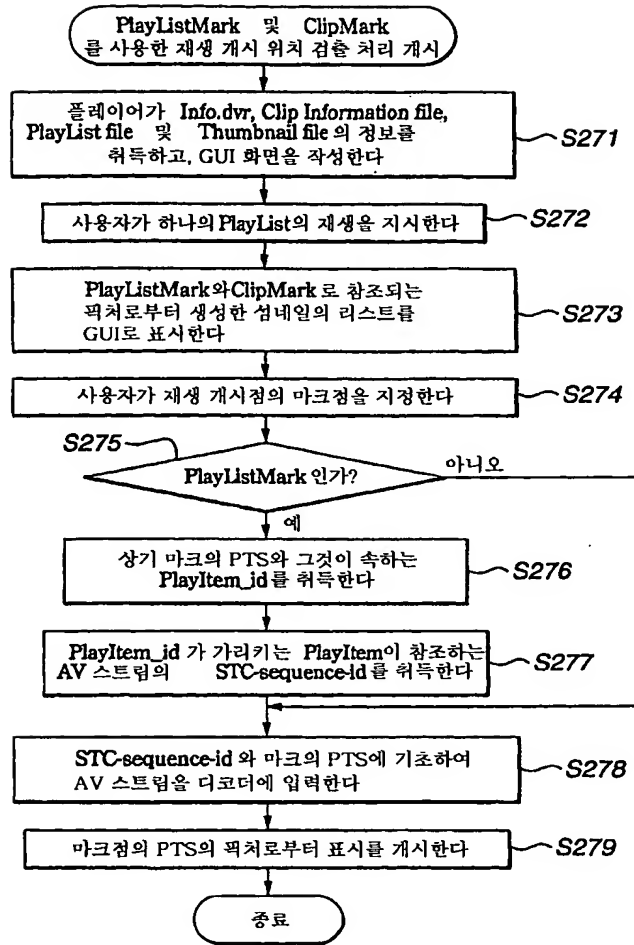 PlayListMark 및 ClipMark
를 사용한 재생 개시 위치 검출 처리 개시
플레이어가 Info.dvr, Clip Information file,
PlayList file 및 Thumbnail file 의 정보를
취득하고, GUI 화면을 작성한다
S271
사용자가 하나의 PlayList의 재생을 지시한다
S272
PlayListMark와 ClipMark 로 참조되는
픽처로부터 생성한 섬네일의 리스트를
GUI로 표시한다
S273
사용자가 재생 개시점의 마크점을 지정한다
S274
S275
PlayListMark 인가?
아니오
예
상기 마크의 PTS와 그것이 속하는
PlayItem_id를 취득한다
S276
PlayItem_id 가 가리키는 PlayItem이 참조하는
AV 스트림의 STC-sequence-id를 취득한다
S277
STC-sequence-id 와 마크의 PTS에 기초하여
AV 스트림을 디코더에 입력한다
S278
마크점의 PTS의 픽처로부터 표시를 개시한다
S279
종료